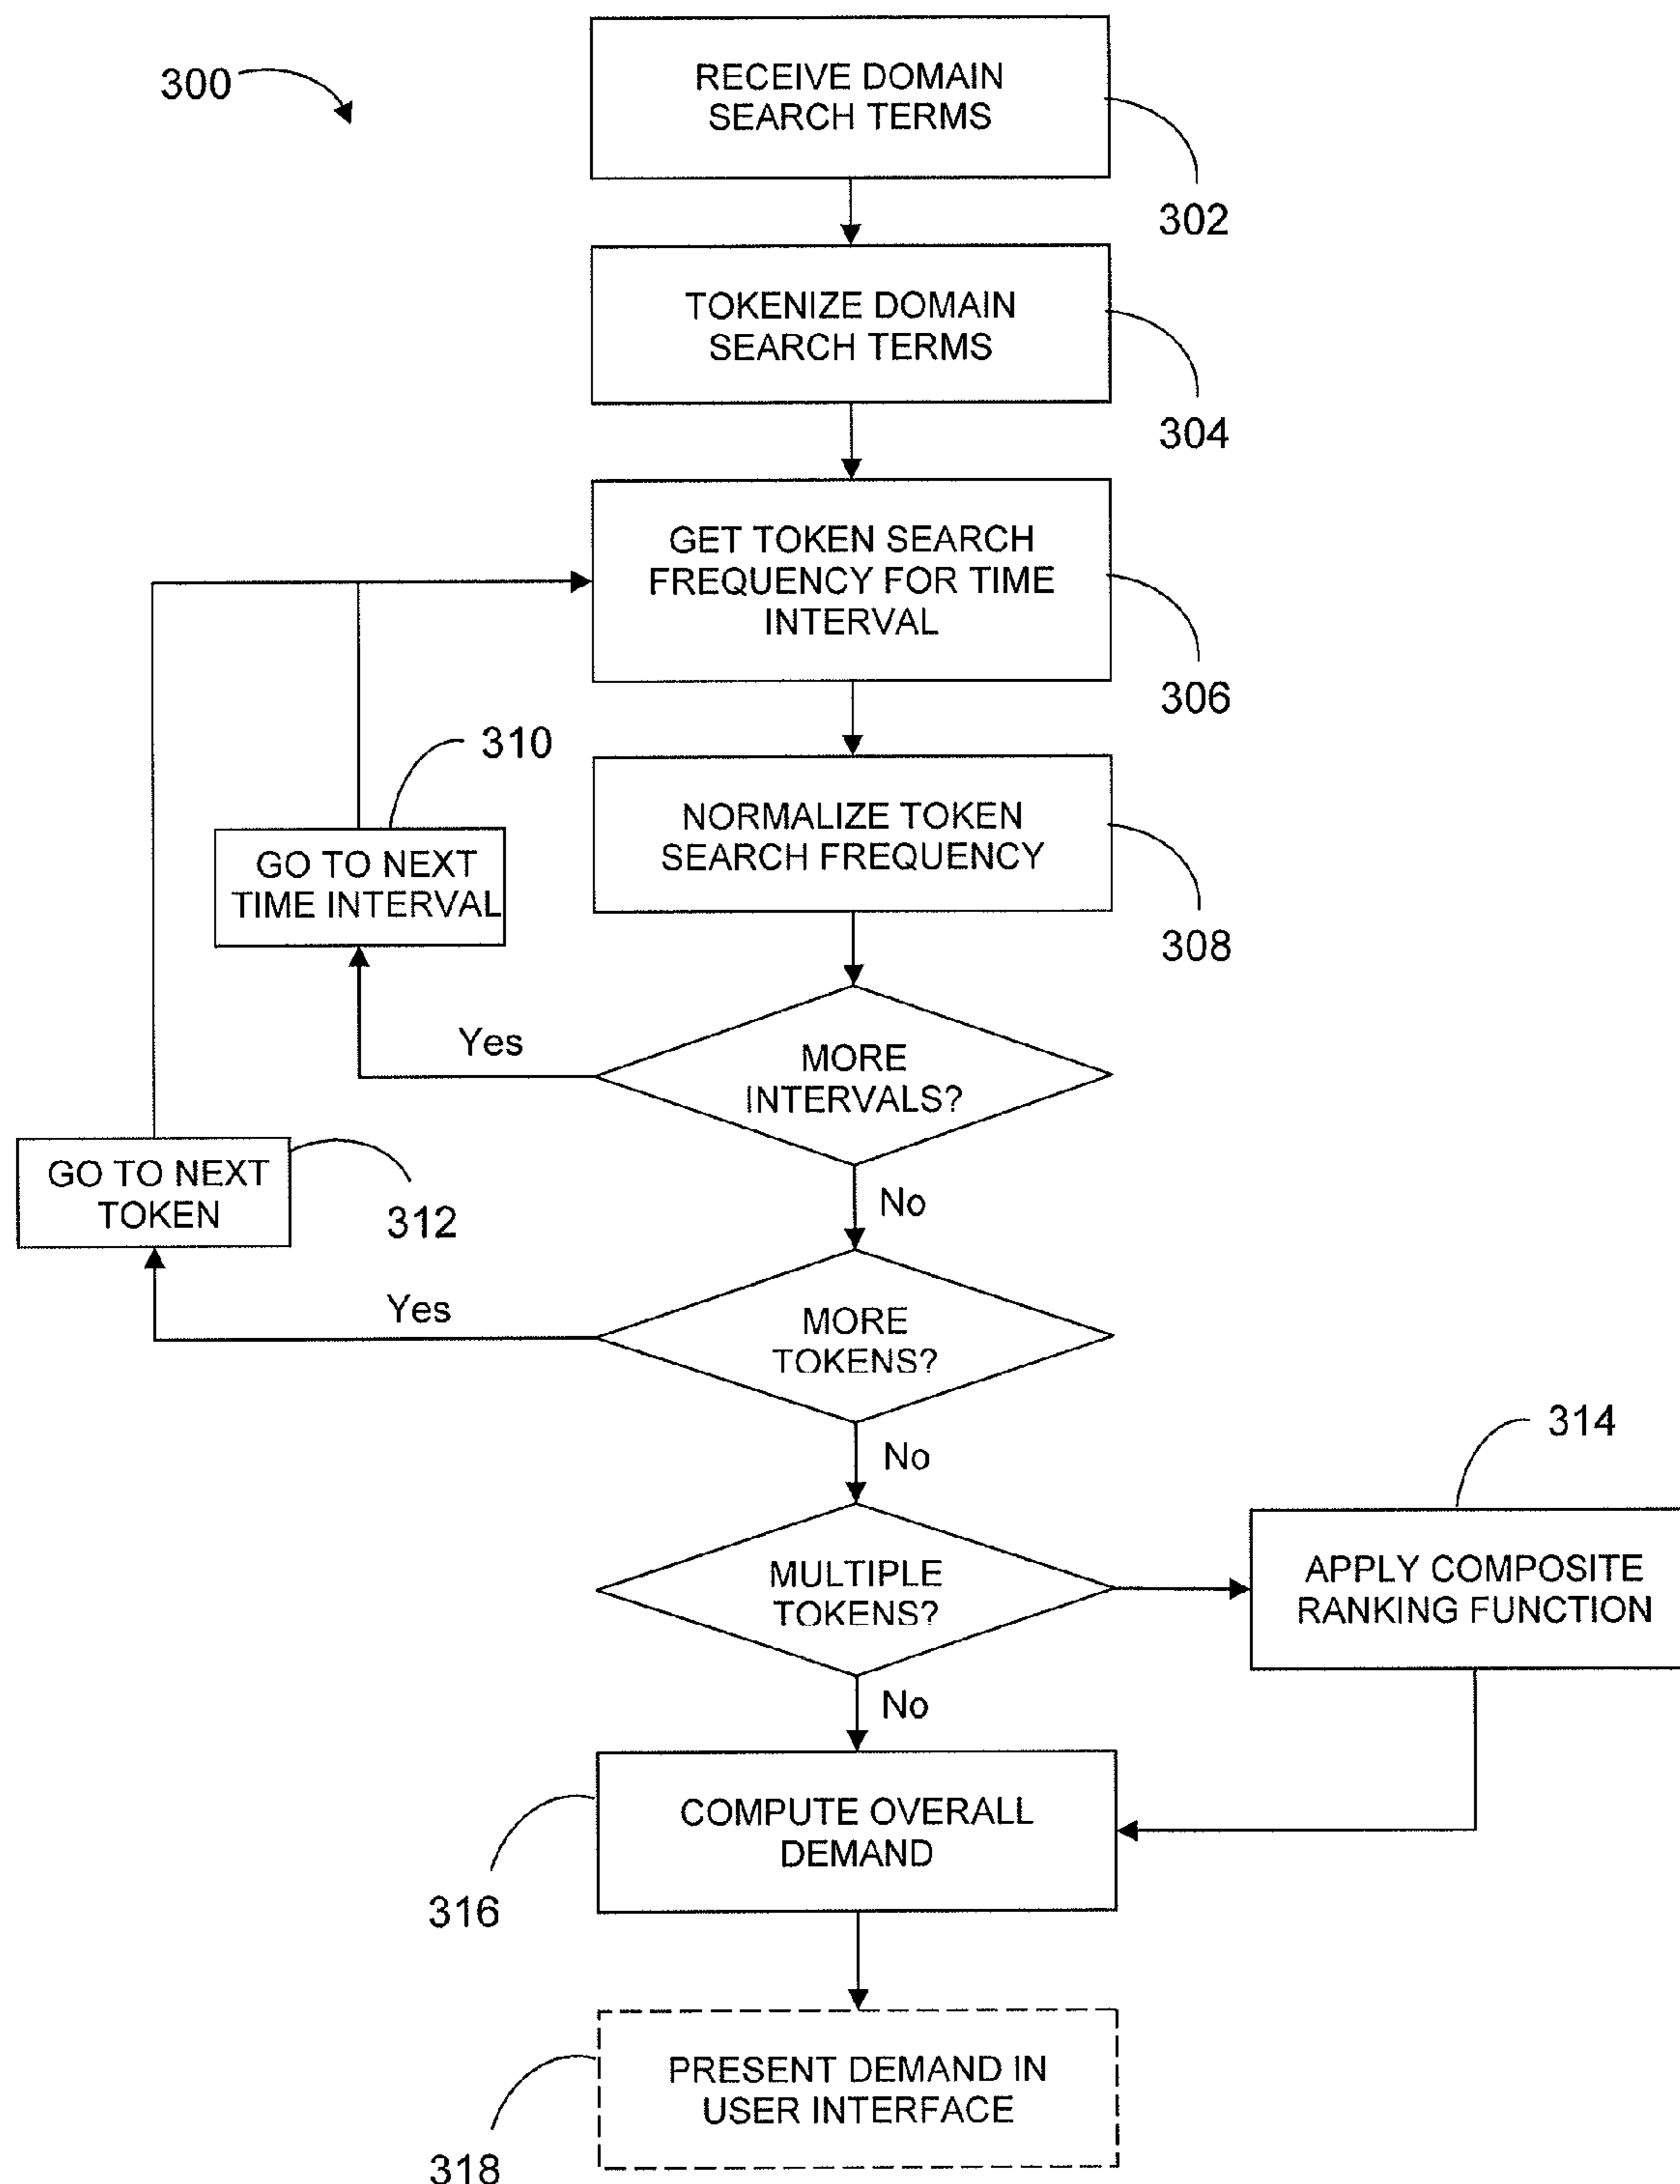 300
RECEIVE DOMAIN
SEARCH TERMS
302
TOKENIZE DOMAIN
SEARCH TERMS
304
GET TOKEN SEARCH
FREQUENCY FOR TIME
INTERVAL
306
310
NORMALIZE TOKEN
SEARCH FREQUENCY
308
GO TO NEXT
TIME INTERVAL
Yes
MORE
INTERVALS?
No
GO TO NEXT
TOKEN
312
Yes
MORE
TOKENS?
No
314
MULTIPLE
TOKENS?
APPLY COMPOSITE
RANKING FUNCTION
No
COMPUTE OVERALL
DEMAND
316
PRESENT DEMAND IN
USER INTERFACE
318